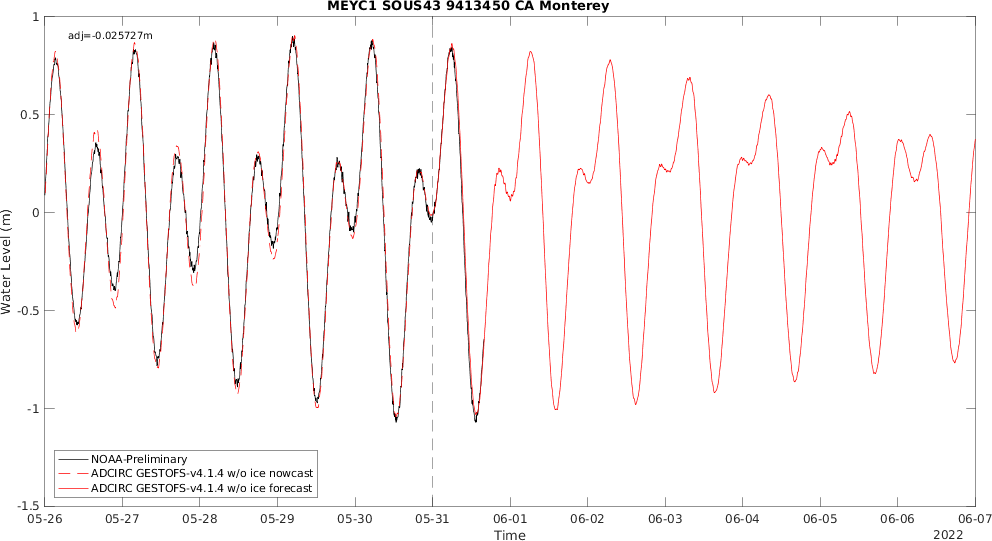 MEYC1 SOUS43 9413450 CA Monterey
adj=-0.025727m
1
0.5
0
-0.5
-1
-1.5
Water Level (m)
NOAA-Preliminary
ADCIRC GESTOFS-v4.1.4 w/o ice nowcast
ADCIRC GESTOFS-v4.1.4 w/o ice forecast
05-26 05-27 05-28 05-29 05-30 05-31 06-01 06-02 06-03 06-04 06-05 06-06 06-07
Time
2022